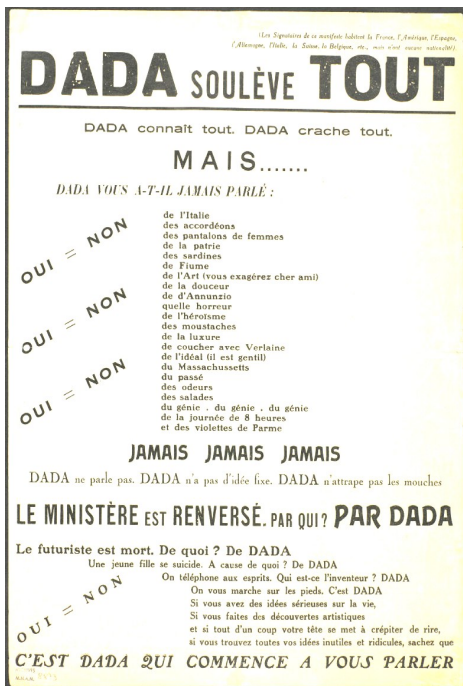 (Les Signataires de ce manifeste habitent la France, l'Amérique, l'Espagne,
l'Allemagne, l'Italie, la Suisse, la Belgique, etc., mais n'ont aucune nationalité).
DADA SOULÈVE TOUT
DADA connaît tout. DADA crache tout.
MAIS.......
DADA VOUS A-T-IL JAMAIS PARLÉ :
de l'Italie
des accordéons
des pantalons de femmes
de la patrie
des sardines
de Fiume
de l'Art (vous exagérez cher ami)
de la douceur
de d'Annunzio
quelle horreur
de l'héroïsme
des moustaches
de la luxure
de coucher avec Verlaine
de l'idéal (il est gentil)
du Massachussetts
du passé
des odeurs
des salades
du génie . du génie . du génie
de la journée de 8 heures
et des violettes de Parme
OUI = NON
OUI = NON
OUI = NON
JAMAIS JAMAIS JAMAIS
DADA ne parle pas. DADA n'a pas d'idée fixe. DADA n'attrape pas les mouches
LE MINISTÈRE EST RENVERSÉ. PAR QUI? PAR DADA
Le futuriste est mort. De quoi ? De DADA
Une jeune fille se suicide. A cause de quoi ? De DADA
On téléphone aux esprits. Qui est-ce l'inventeur ? DADA
On vous marche sur les pieds. C'est DADA
Si vous avez des idées sérieuses sur la vie,
Si vous faites des découvertes artistiques
et si tout d'un coup votre tête se met à crépiter de rire,
si vous trouvez toutes vos idées inutiles et ridicules, sachez que
OUI = NON
C'EST DADA QUI COMMENCE A VOUS PARLER